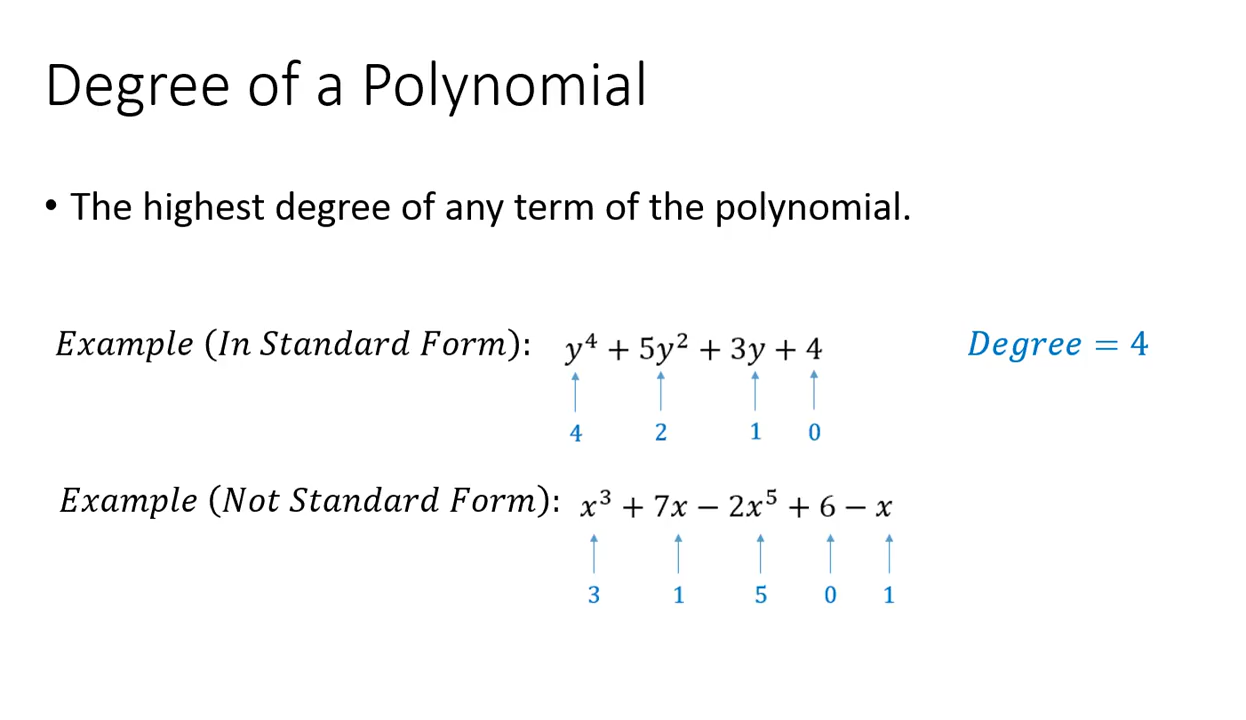 Degree of a Polynomial
• The highest degree of any term of the polynomial.
Example (In Standard Form): y⁴ + 5y² + 3y + 4 Degree = 4
4 2 1 0
Example (Not Standard Form): x³ + 7x − 2x⁵ + 6 − x
3 1 5 0 1